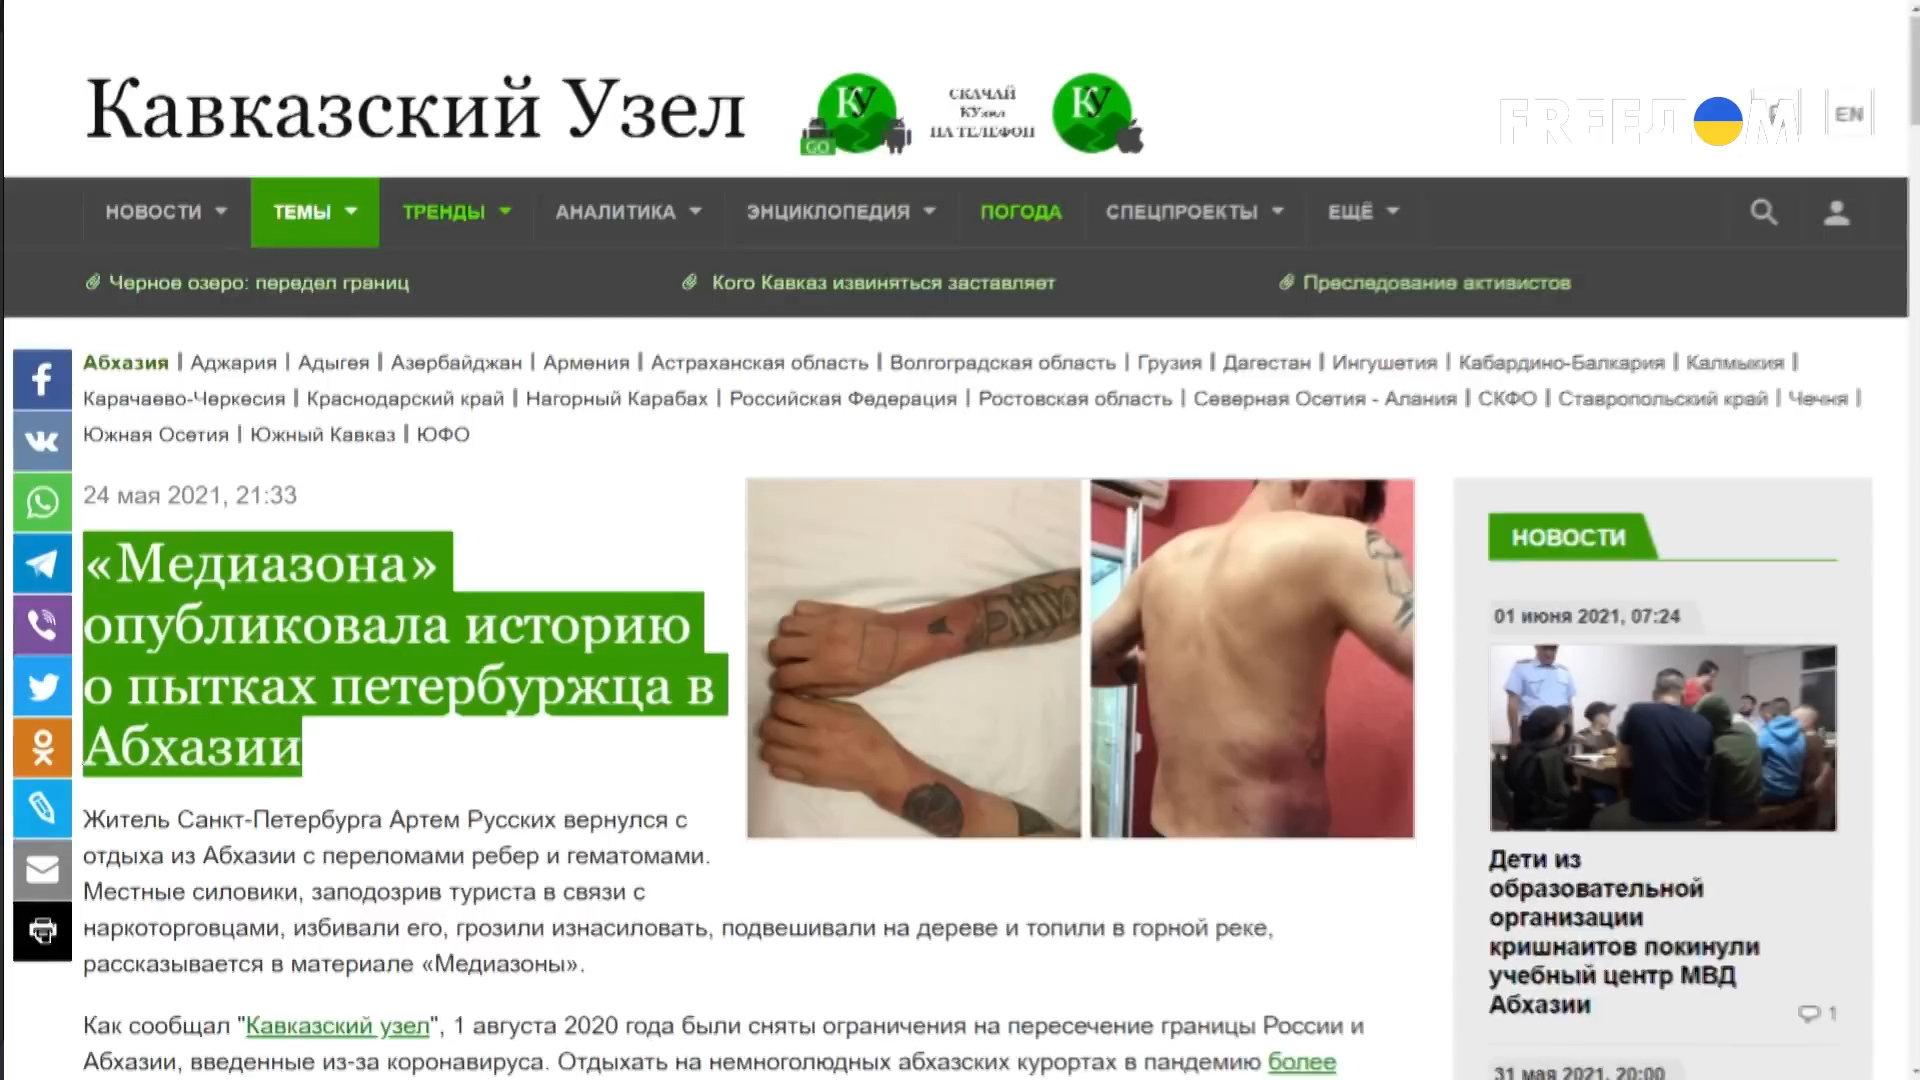 Кавказский Узел
КУ
GO
СКАЧАЙ
КУзел
НА ТЕЛЕФОН
КУ
FREEДOM
EN
НОВОСТИ
ТЕМЫ
ТРЕНДЫ
АНАЛИТИКА
ЭНЦИКЛОПЕДИЯ
ПОГОДА
СПЕЦПРОЕКТЫ
ЕЩЁ
Черное озеро: передел границ
Кого Кавказ извиняться заставляет
Преследование активистов
Абхазия | Аджария | Адыгея | Азербайджан | Армения | Астраханская область | Волгоградская область | Грузия | Дагестан | Ингушетия | Кабардино-Балкария | Калмыкия |
Карачаево-Черкесия | Краснодарский край | Нагорный Карабах | Российская Федерация | Ростовская область | Северная Осетия - Алания | СКФО | Ставропольский край | Чечня |
Южная Осетия | Южный Кавказ | ЮФО
24 мая 2021, 21:33
«Медиазона»
опубликовала историю
о пытках петербуржца в
Абхазии
Житель Санкт-Петербурга Артем Русских вернулся с
отдыха из Абхазии с переломами ребер и гематомами.
Местные силовики, заподозрив туриста в связи с
наркоторговцами, избивали его, грозили изнасиловать, подвешивали на дереве и топили в горной реке,
рассказывается в материале «Медиазоны».
Как сообщал "Кавказский узел", 1 августа 2020 года были сняты ограничения на пересечение границы России и
Абхазии, введенные из-за коронавируса. Отдыхать на немноголюдных абхазских курортах в пандемию более
НОВОСТИ
01 июня 2021, 07:24
Дети из
образовательной
организации
кришнаитов покинули
учебный центр МВД
Абхазии
1
31 мая 2021, 20:00